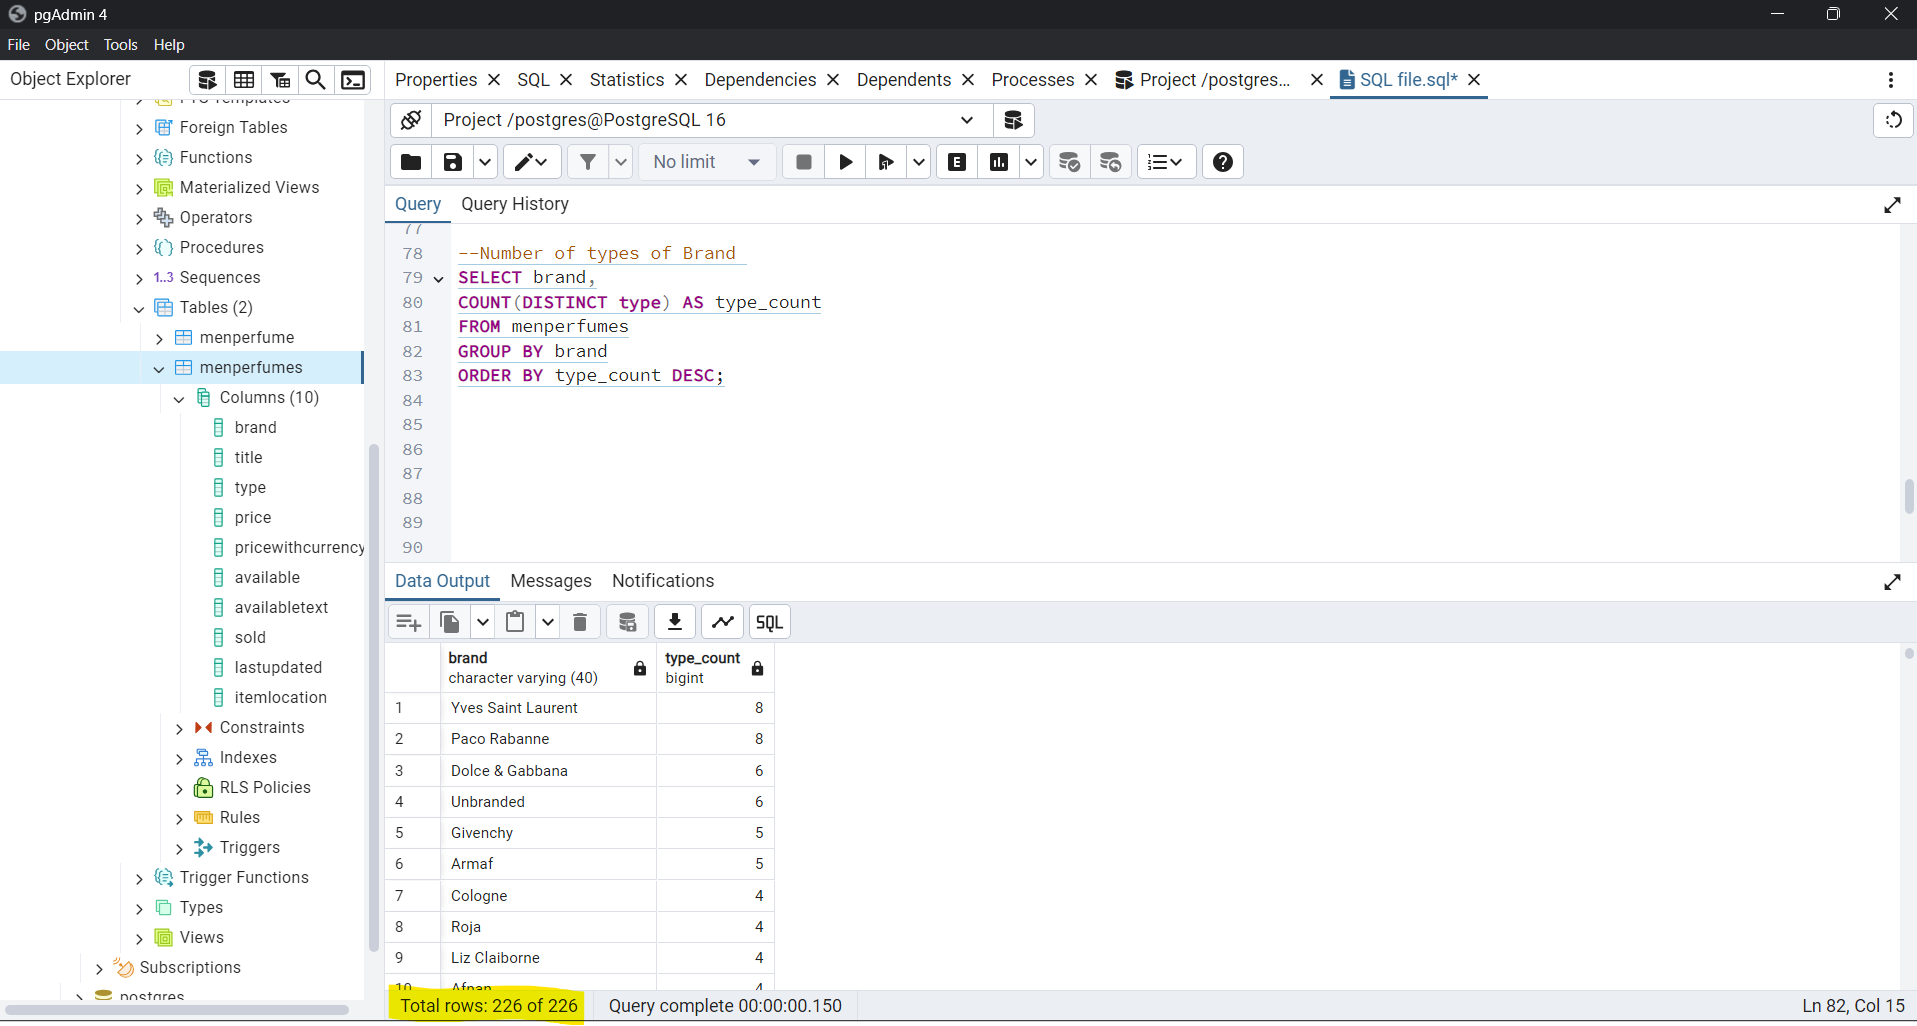 pgAdmin 4
File Object Tools Help
Object Explorer
Properties SQL Statistics Dependencies Dependents Processes Project /postgres... SQL file.sql*
FTS Templates
Foreign Tables
Functions
Materialized Views
Operators
Procedures
1..3 Sequences
Tables (2)
menperfume
menperfumes
Columns (10)
brand
title
type
price
pricewithcurrency
available
availabletext
sold
lastupdated
itemlocation
Constraints
Indexes
RLS Policies
Rules
Triggers
Trigger Functions
Types
Views
Subscriptions
postgres
Project /postgres@PostgreSQL 16
No limit
E
Query Query History
77
78 --Number of types of Brand
79 SELECT brand,
80 COUNT(DISTINCT type) AS type_count
81 FROM menperfumes
82 GROUP BY brand
83 ORDER BY type_count DESC;
84
85
86
87
88
89
90
Data Output Messages Notifications
SQL
brand type_count
character varying (40) bigint
1 Yves Saint Laurent 8
2 Paco Rabanne 8
3 Dolce & Gabbana 6
4 Unbranded 6
5 Givenchy 5
6 Armaf 5
7 Cologne 4
8 Roja 4
9 Liz Claiborne 4
10 Afnan 4
Total rows: 226 of 226 Query complete 00:00:00.150 Ln 82, Col 15